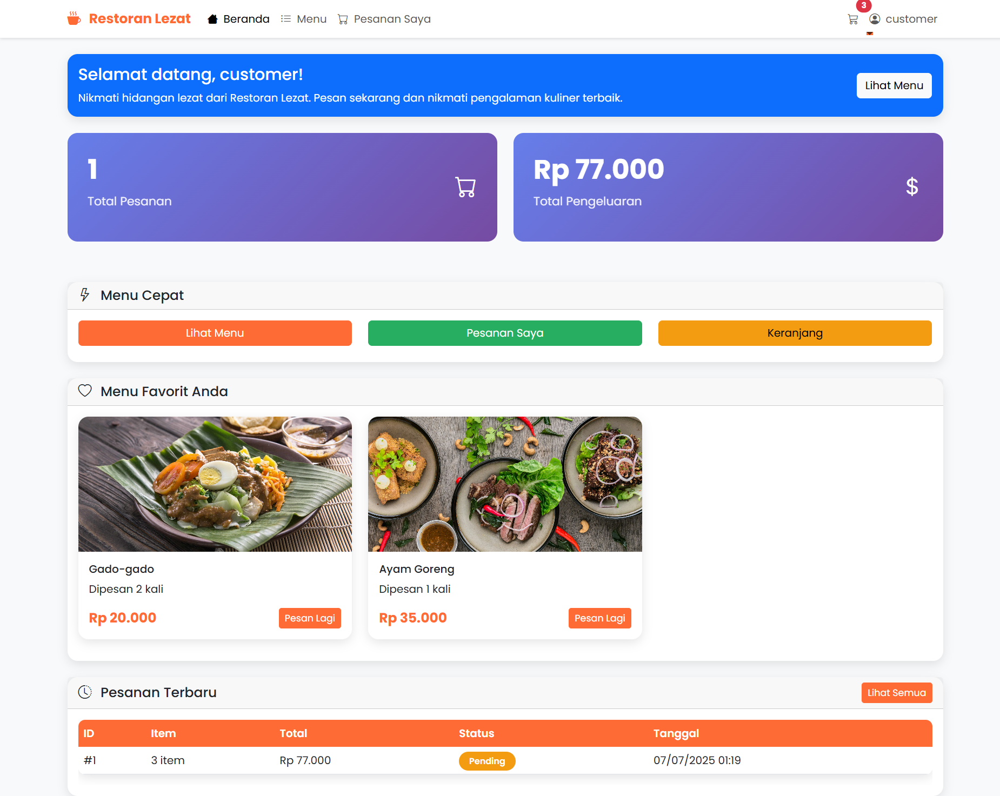 Restoran Lezat Beranda Menu Pesanan Saya 3 customer
Selamat datang, customer!
Nikmati hidangan lezat dari Restoran Lezat. Pesan sekarang dan nikmati pengalaman kuliner terbaik.
Lihat Menu
1
Total Pesanan
Rp 77.000
Total Pengeluaran
$
Menu Cepat
Lihat Menu Pesanan Saya Keranjang
Menu Favorit Anda
Gado-gado
Dipesan 2 kali
Rp 20.000 Pesan Lagi
Ayam Goreng
Dipesan 1 kali
Rp 35.000 Pesan Lagi
Pesanan Terbaru Lihat Semua
ID Item Total Status Tanggal
#1 3 item Rp 77.000 Pending 07/07/2025 01:19